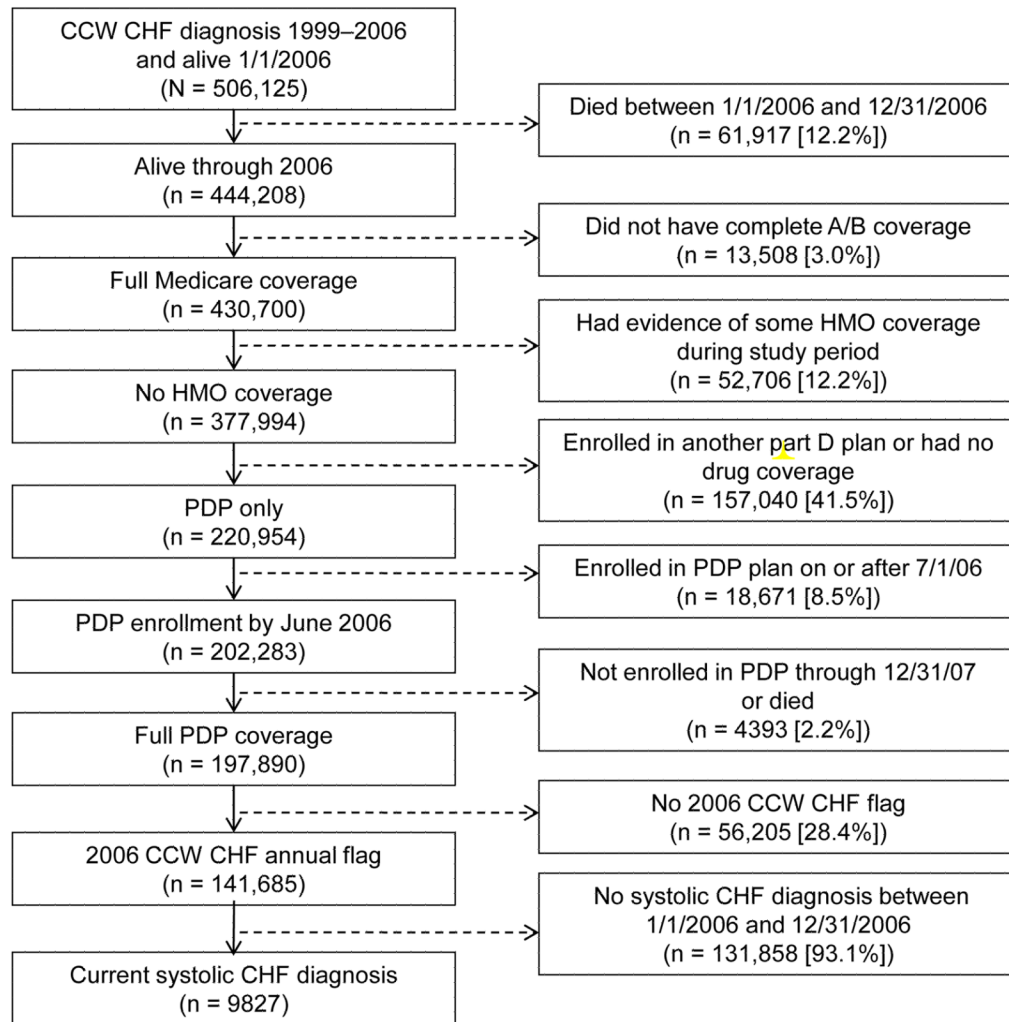 CCW CHF diagnosis 1999–2006
and alive 1/1/2006
(N = 506,125)
Died between 1/1/2006 and 12/31/2006
(n = 61,917 [12.2%])
Alive through 2006
(n = 444,208)
Did not have complete A/B coverage
(n = 13,508 [3.0%])
Full Medicare coverage
(n = 430,700)
Had evidence of some HMO coverage
during study period
(n = 52,706 [12.2%])
No HMO coverage
(n = 377,994)
Enrolled in another part D plan or had no
drug coverage
(n = 157,040 [41.5%])
PDP only
(n = 220,954)
Enrolled in PDP plan on or after 7/1/06
(n = 18,671 [8.5%])
PDP enrollment by June 2006
(n = 202,283)
Not enrolled in PDP through 12/31/07
or died
(n = 4393 [2.2%])
Full PDP coverage
(n = 197,890)
No 2006 CCW CHF flag
(n = 56,205 [28.4%])
2006 CCW CHF annual flag
(n = 141,685)
No systolic CHF diagnosis between
1/1/2006 and 12/31/2006
(n = 131,858 [93.1%])
Current systolic CHF diagnosis
(n = 9827)